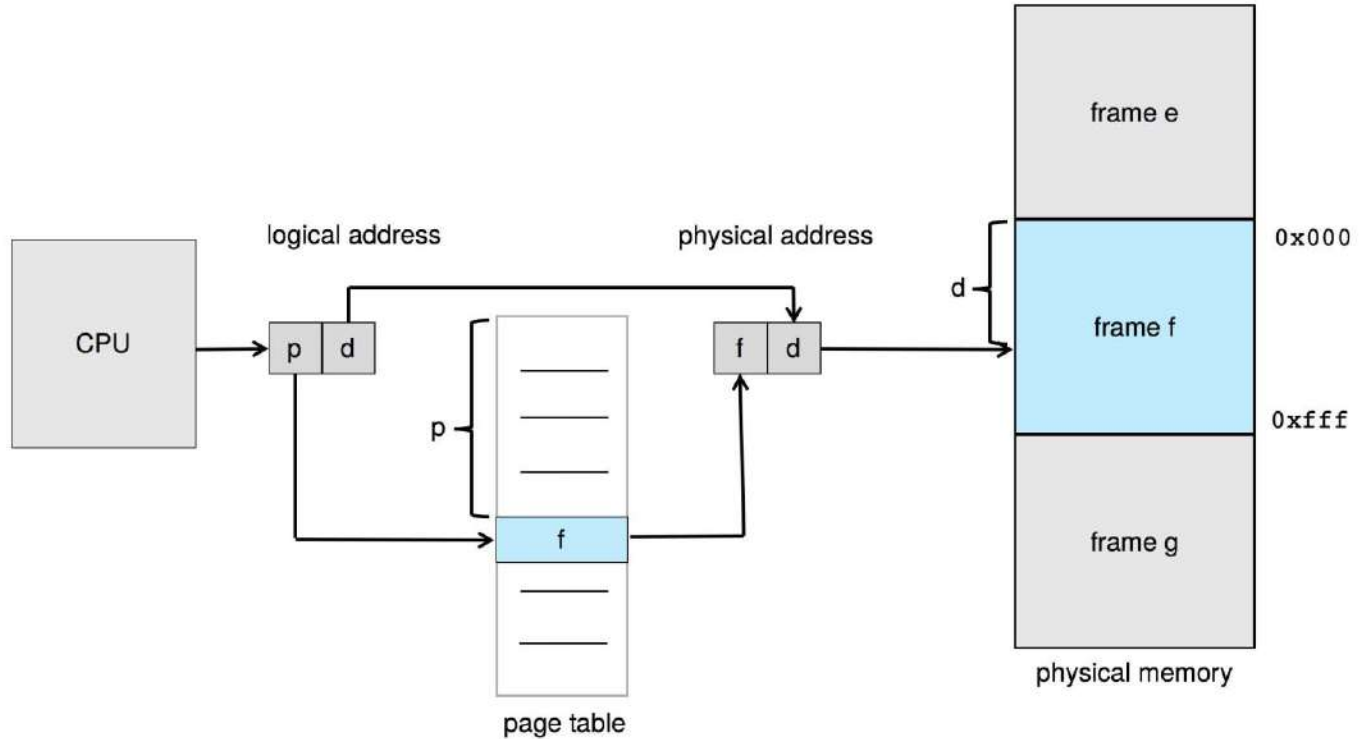 frame e
logical address
physical address
0x000
CPU
p
d
f
d
d
frame f
p
0xfff
f
frame g
physical memory
page table